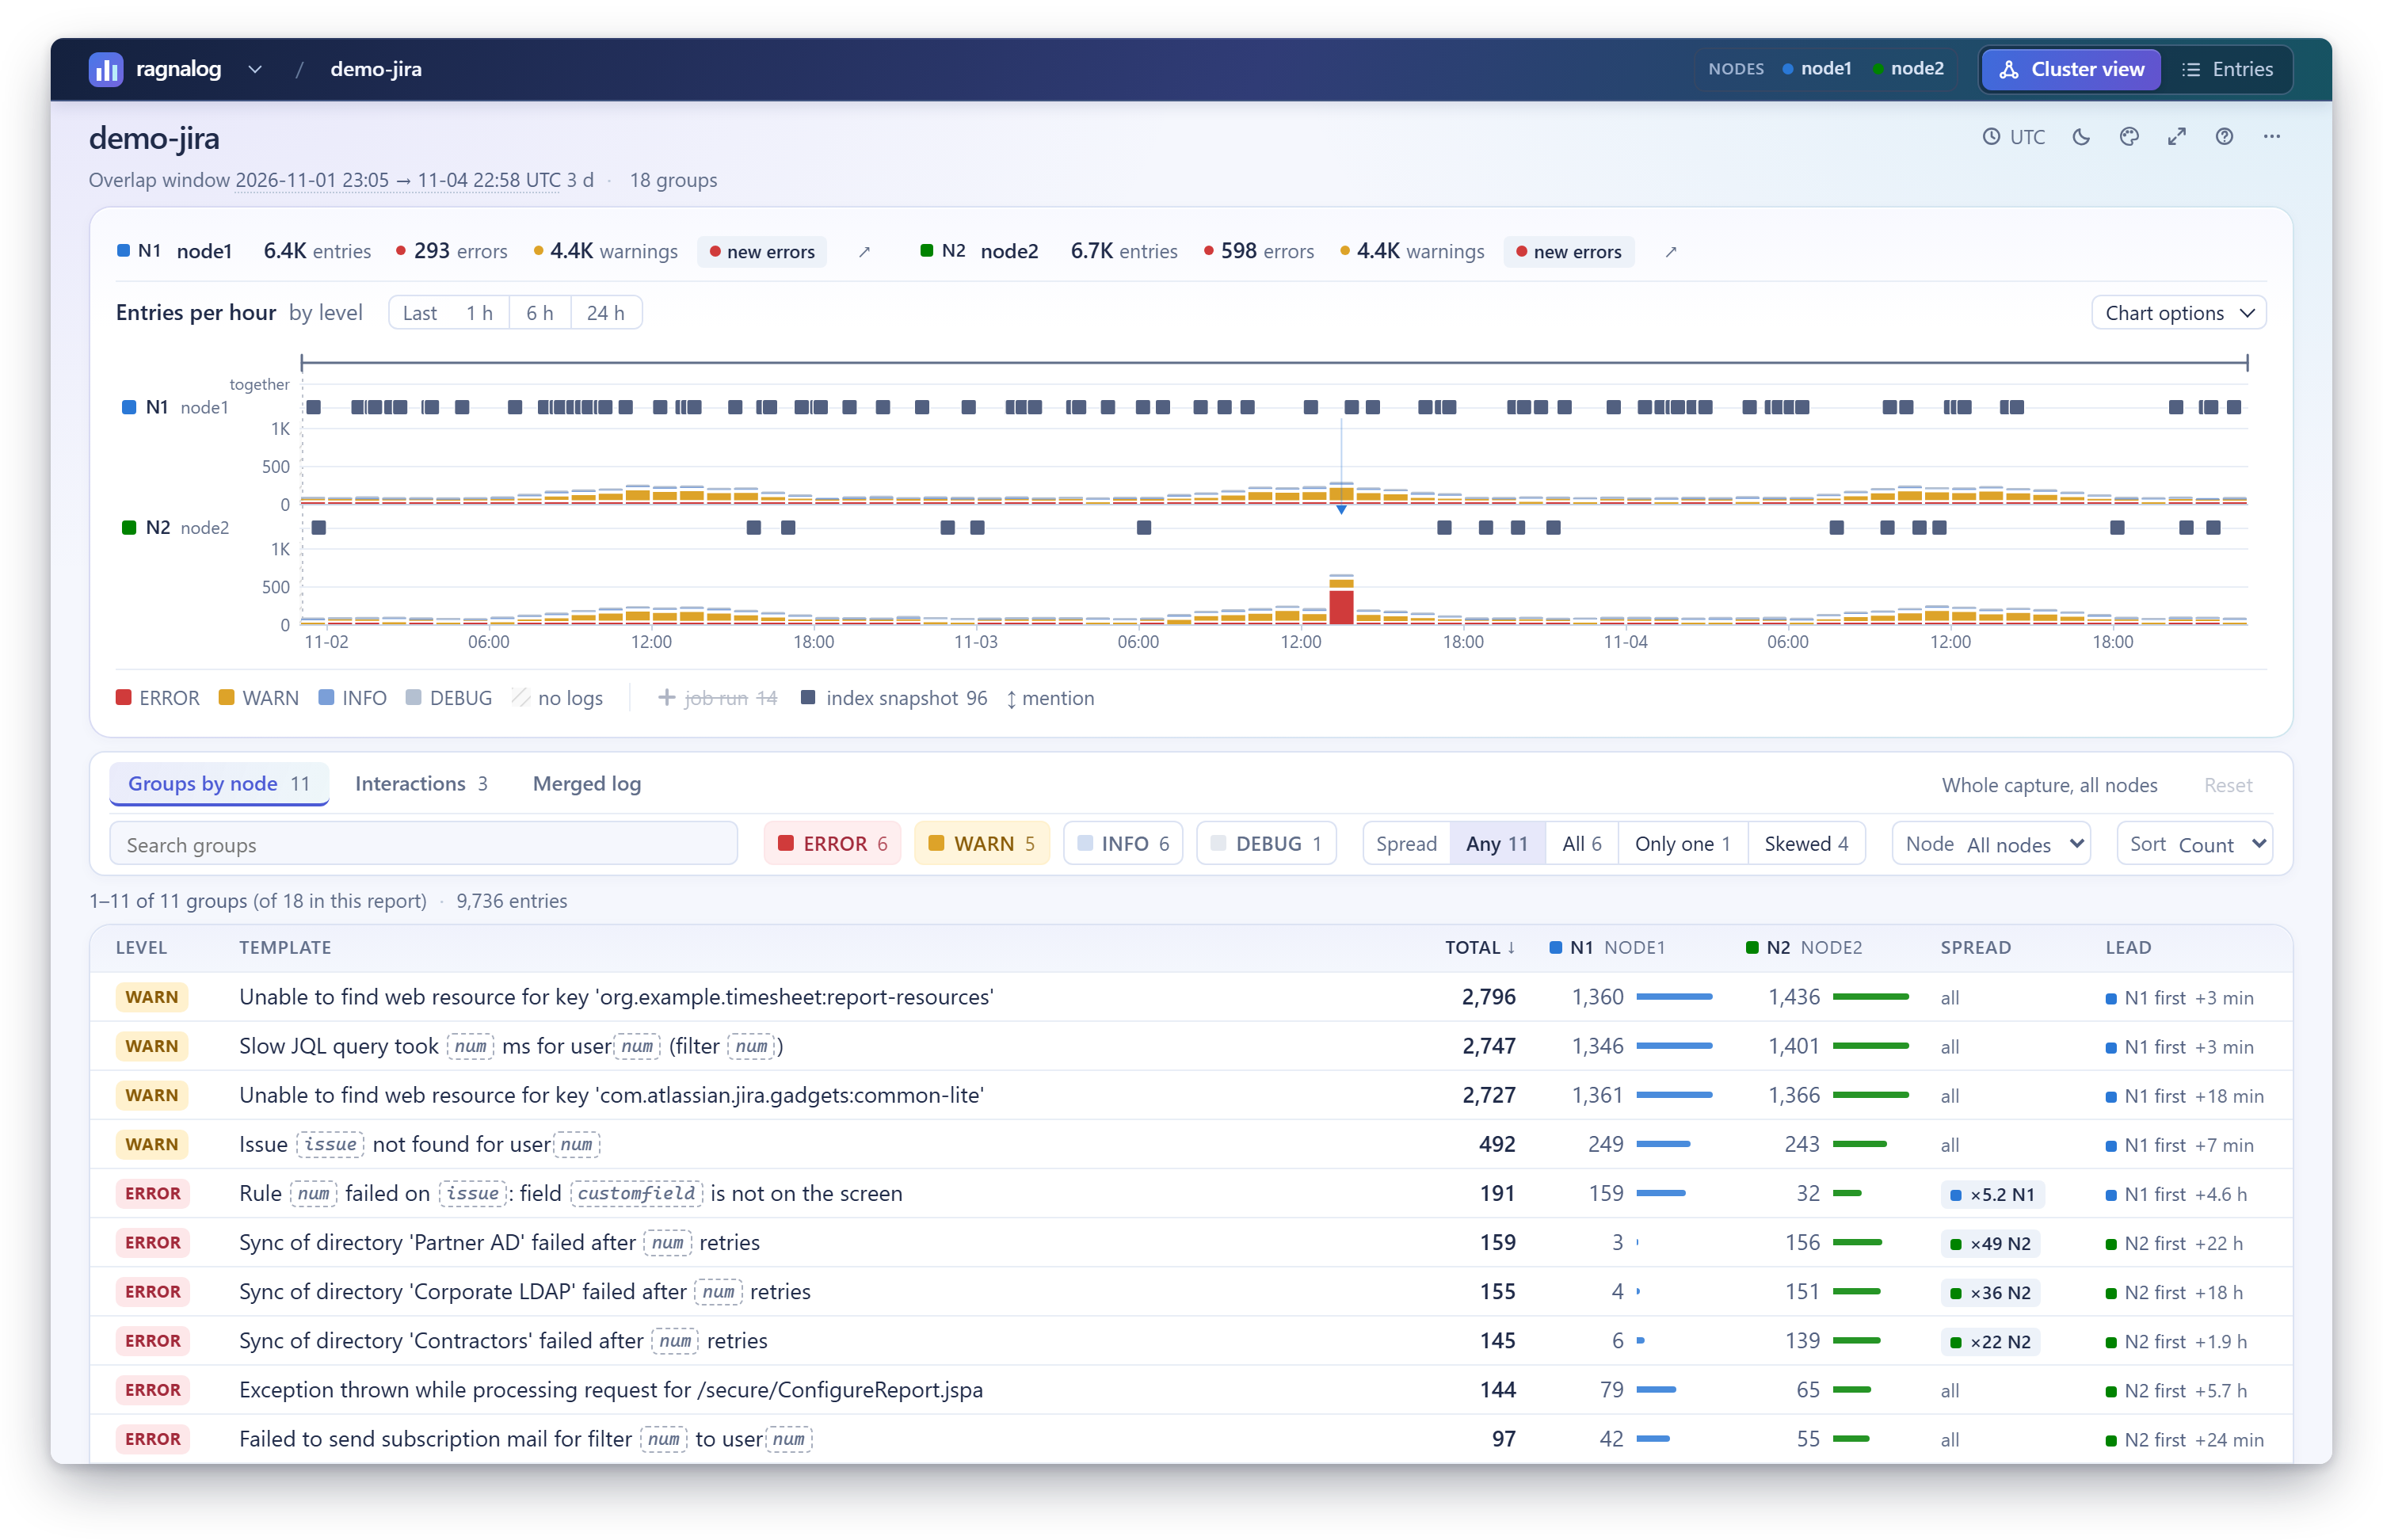 ragnalog / demo-jira NODES node1 node2 Cluster view Entries
demo-jira UTC
Overlap window 2026-11-01 23:05 → 11-04 22:58 UTC 3 d · 18 groups
N1 node1 6.4K entries 293 errors 4.4K warnings new errors ↗ N2 node2 6.7K entries 598 errors 4.4K warnings new errors ↗
Entries per hour by level Last 1 h 6 h 24 h Chart options
together
N1 node1
1K
500
0
N2 node2
1K
500
0
11-02 06:00 12:00 18:00 11-03 06:00 12:00 18:00 11-04 06:00 12:00 18:00
ERROR WARN INFO DEBUG no logs job run 14 index snapshot 96 ↕ mention
Groups by node 11 Interactions 3 Merged log Whole capture, all nodes Reset
Search groups ERROR 6 WARN 5 INFO 6 DEBUG 1 Spread Any 11 All 6 Only one 1 Skewed 4 Node All nodes Sort Count
1–11 of 11 groups (of 18 in this report) · 9,736 entries
LEVEL TEMPLATE TOTAL ↓ N1 NODE1 N2 NODE2 SPREAD LEAD
WARN Unable to find web resource for key 'org.example.timesheet:report-resources' 2,796 1,360 1,436 all N1 first +3 min
WARN Slow JQL query took num ms for user num (filter num) 2,747 1,346 1,401 all N1 first +3 min
WARN Unable to find web resource for key 'com.atlassian.jira.gadgets:common-lite' 2,727 1,361 1,366 all N1 first +18 min
WARN Issue issue not found for user num 492 249 243 all N1 first +7 min
ERROR Rule num failed on issue: field customfield is not on the screen 191 159 32 ×5.2 N1 N1 first +4.6 h
ERROR Sync of directory 'Partner AD' failed after num retries 159 3 156 ×49 N2 N2 first +22 h
ERROR Sync of directory 'Corporate LDAP' failed after num retries 155 4 151 ×36 N2 N2 first +18 h
ERROR Sync of directory 'Contractors' failed after num retries 145 6 139 ×22 N2 N2 first +1.9 h
ERROR Exception thrown while processing request for /secure/ConfigureReport.jspa 144 79 65 all N2 first +5.7 h
ERROR Failed to send subscription mail for filter num to user num 97 42 55 all N2 first +24 min